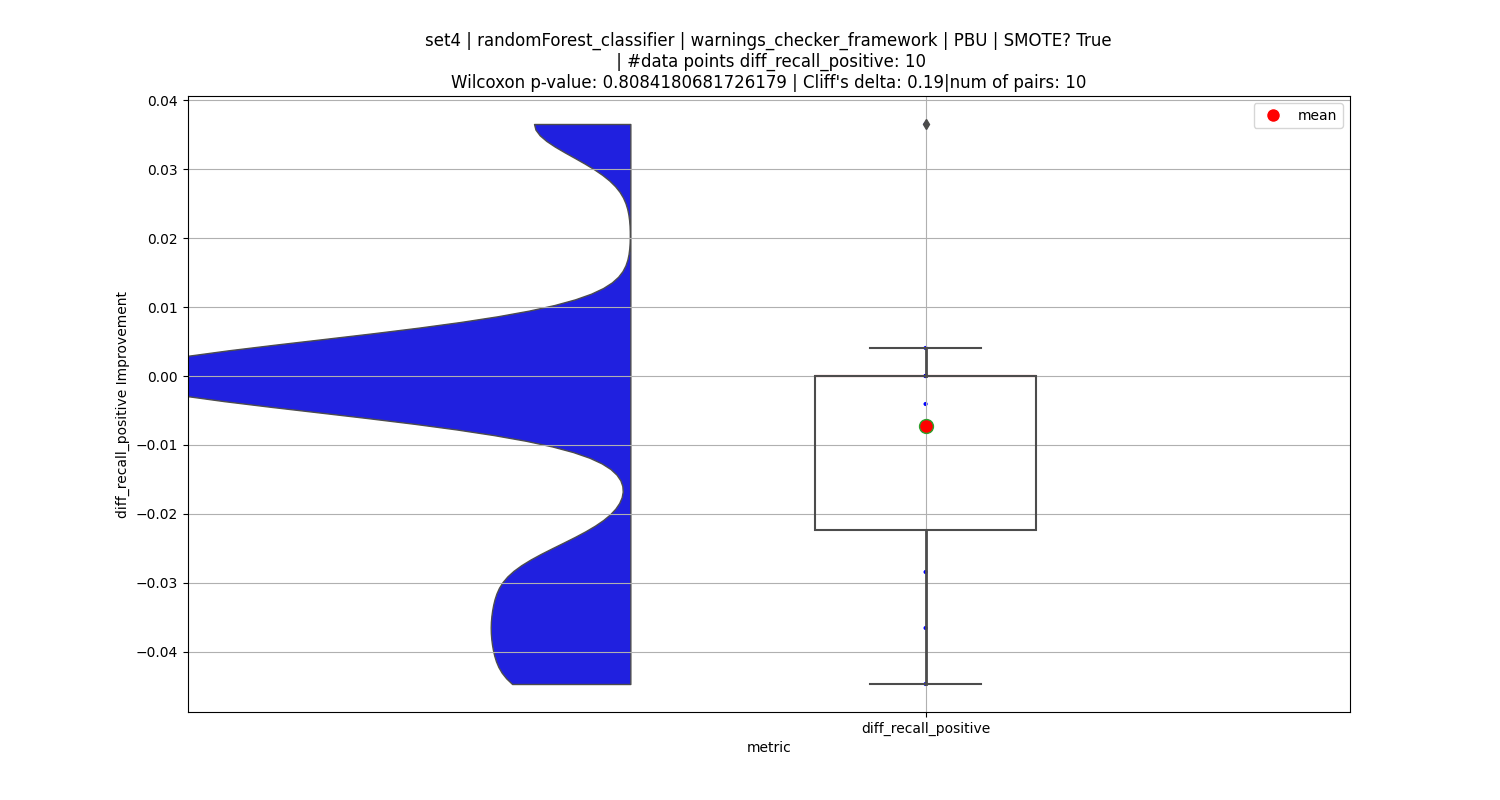 set4 | randomForest_classifier | warnings_checker_framework | PBU | SMOTE? True
| #data points diff_recall_positive: 10
Wilcoxon p-value: 0.8084180681726179 | Cliff's delta: 0.19|num of pairs: 10
mean
0.04
0.03
0.02
0.01
0.00
−0.01
−0.02
−0.03
−0.04
diff_recall_positive Improvement
diff_recall_positive
metric